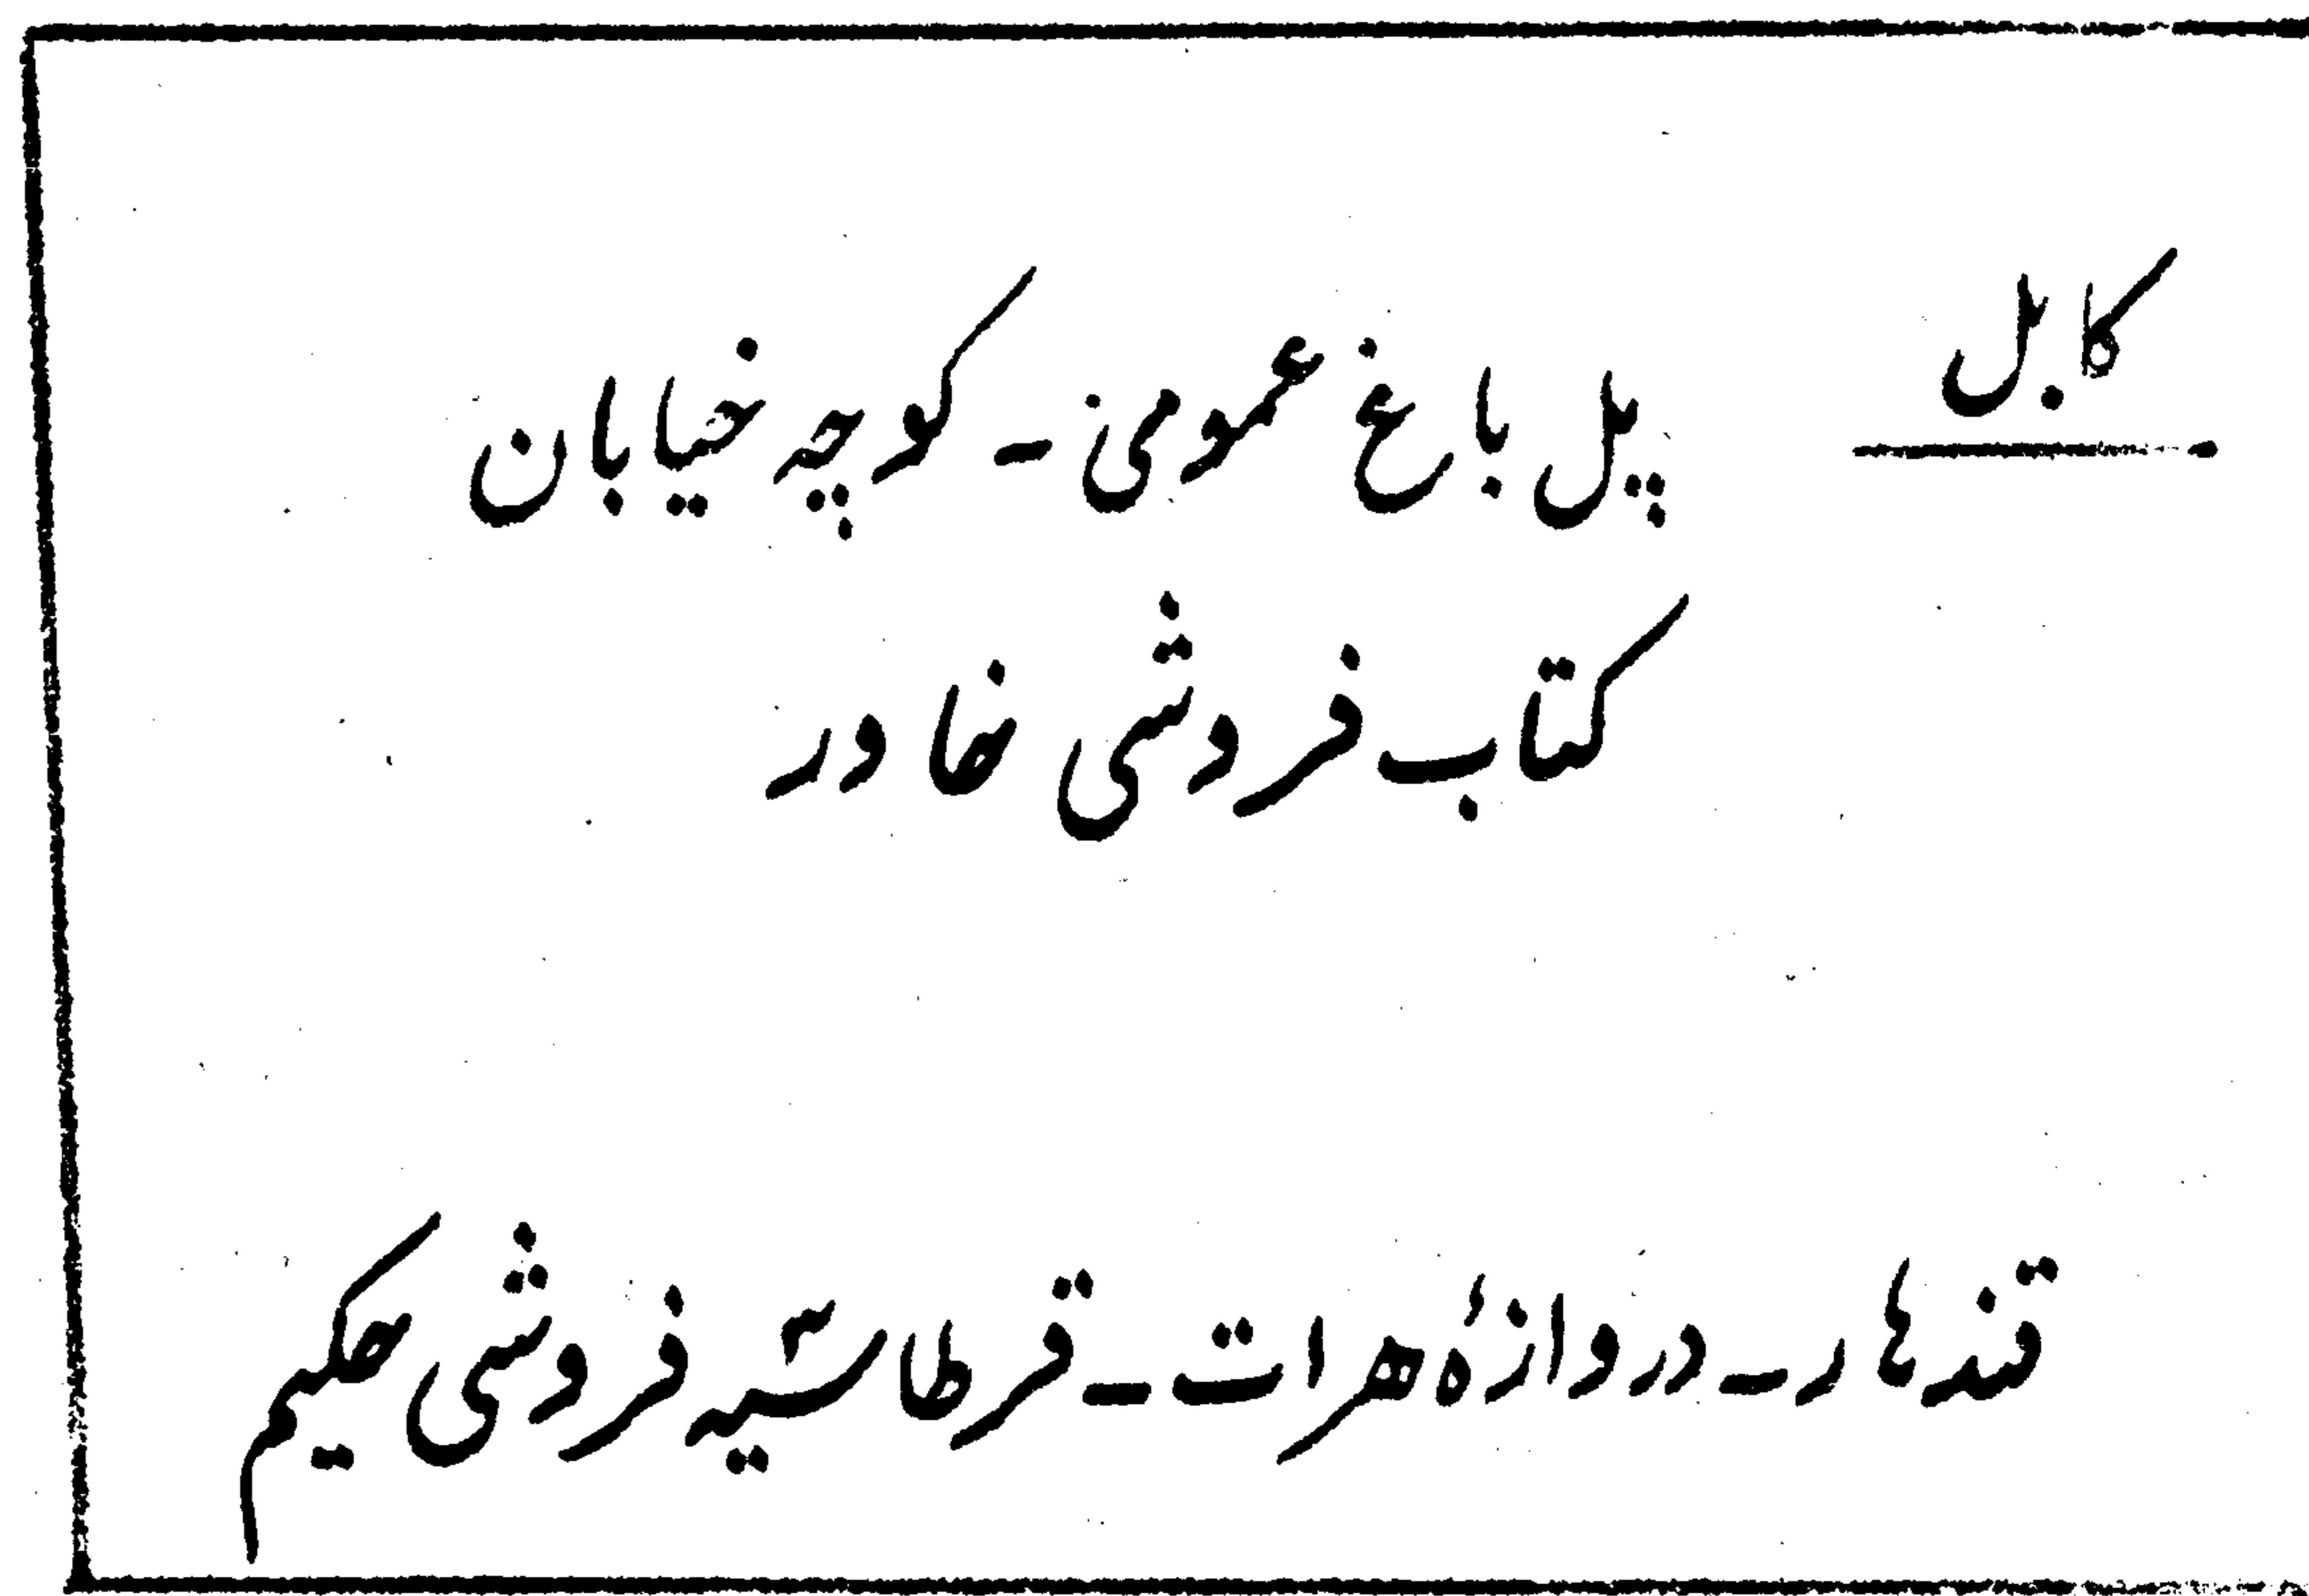 کابل
پل باغ عمومی - کوچه خیابان
کتاب فروشی خاور
قندهار - دروازهٔ هرات - قرطاسیه فروشی حکیم